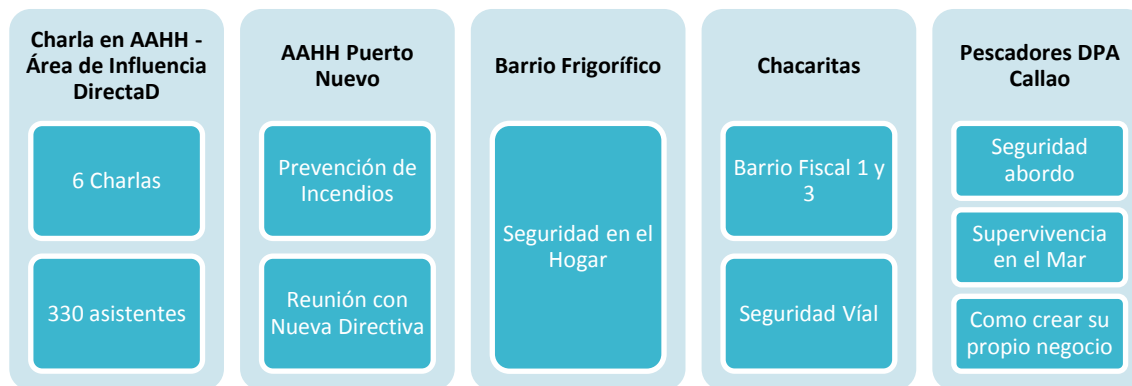 Charla en AAHH -
Área de Influencia
DirectaD
6 Charlas
330 asistentes
AAHH Puerto
Nuevo
Prevención de
Incendios
Reunión con
Nueva Directiva
Barrio Frigorífico
Seguridad en el
Hogar
Chacaritas
Barrio Fiscal 1 y
3
Seguridad Víal
Pescadores DPA
Callao
Seguridad
abordo
Supervivencia
en el Mar
Como crear su
propio negocio